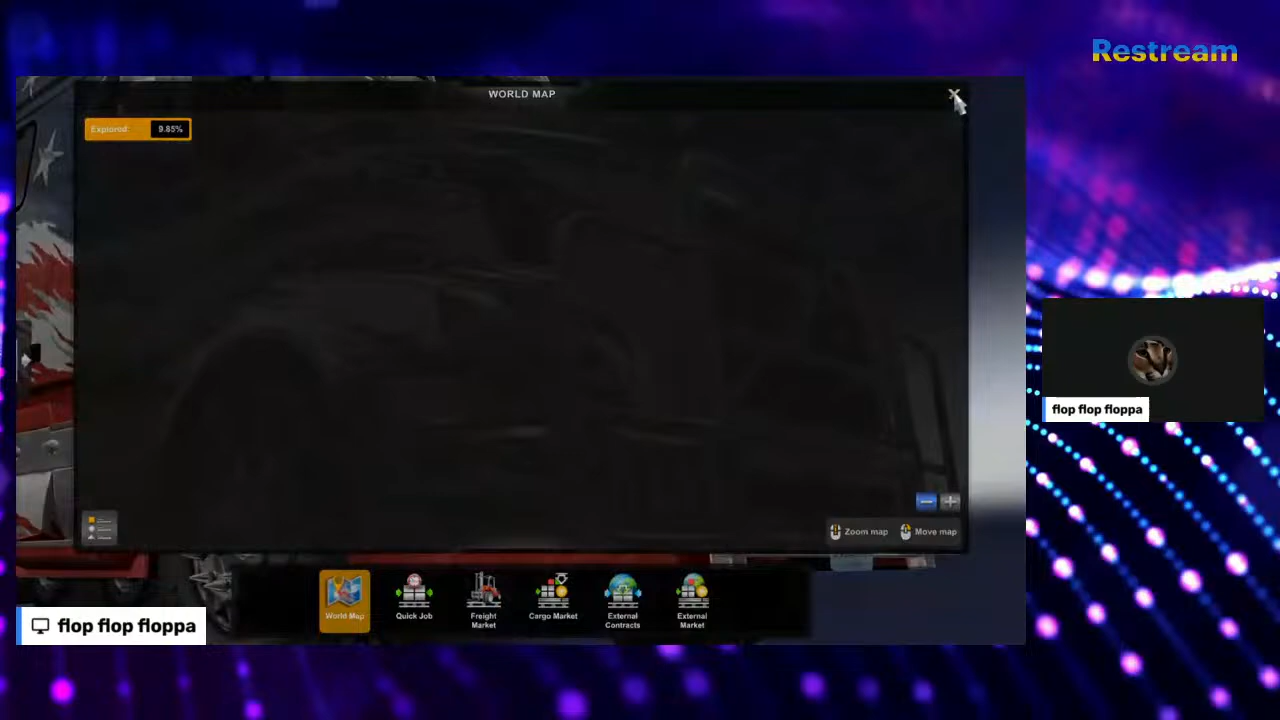 Restream
WORLD MAP
Explored: 9.85%
Zoom map
Move map
World Map
Quick Job
Freight
Market
Cargo Market
External
Contracts
External
Market
flop flop floppa
flop flop floppa